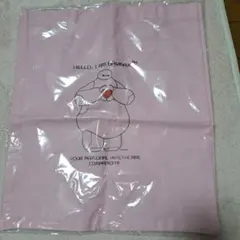 HELLO. I AM BAYMAX
YOUR PERSONAL HEALTHCARE
COMPANION